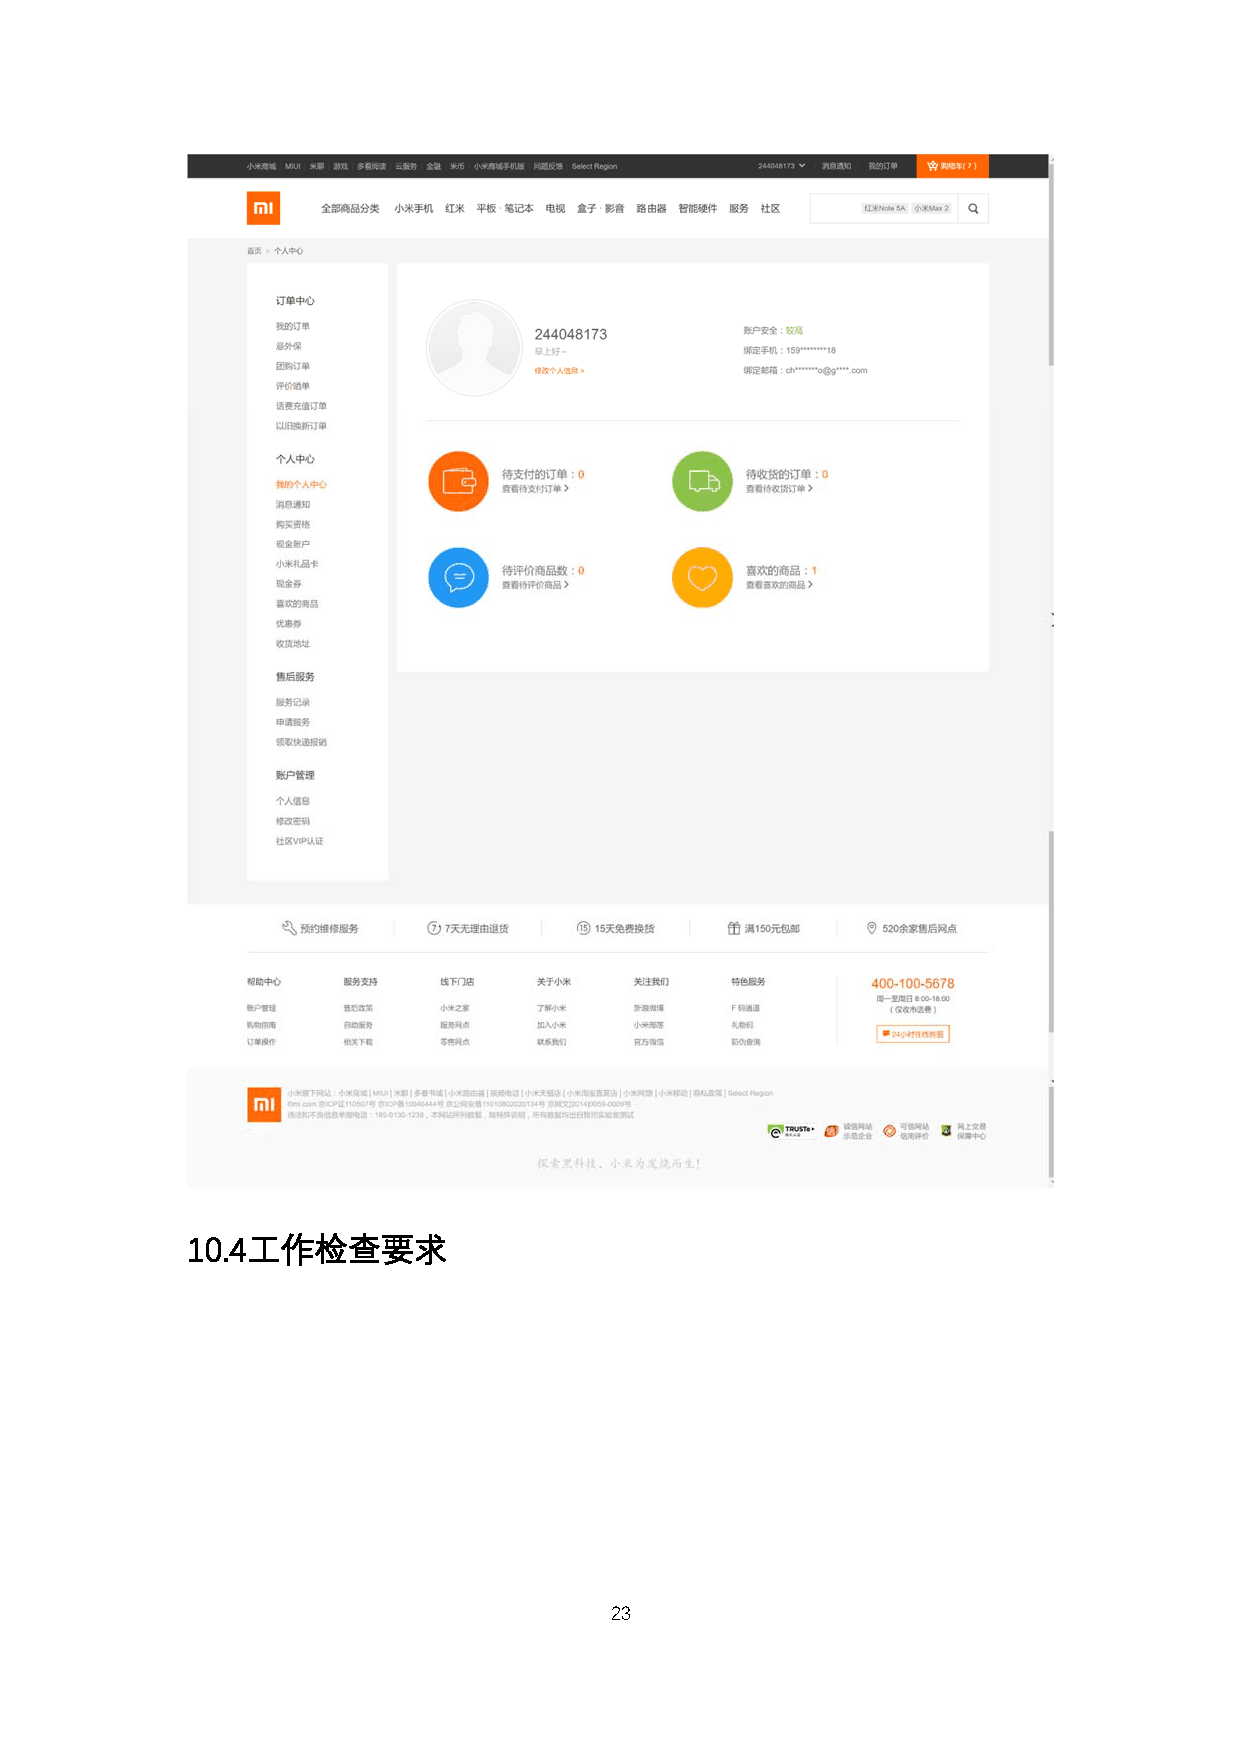 小米商城 MIUI 米聊 游戏 多看阅读 云服务 金融 米币 小米商城手机版 问题反馈 Select Region 244048173 消息通知 我的订单 购物车(7)
全部商品分类 小米手机 红米 平板 · 笔记本 电视 盒子 · 影音 路由器 智能硬件 服务 社区 红米Note 5A 小米Max 2
首页 > 个人中心
订单中心
我的订单
意外保
团购订单
评价晒单
话费充值订单
以旧换新订单
个人中心
我的个人中心
消息通知
购买资格
现金账户
小米礼品卡
现金券
喜欢的商品
优惠券
收货地址
售后服务
服务记录
申请服务
领取快递报销
账户管理
个人信息
修改密码
社区VIP认证
244048173
早上好~
修改个人信息 >
账户安全：较高
绑定手机：159********18
绑定邮箱：ch*******o@g****.com
待支付的订单：0
查看待支付订单 >
待收货的订单：0
查看待收货订单 >
待评价商品数：0
查看待评价商品 >
喜欢的商品：1
查看喜欢的商品 >
预约维修服务 7天无理由退货 15天免费换货 满150元包邮 520余家售后网点
帮助中心 服务支持 线下门店 关于小米 关注我们 特色服务
账户管理 售后政策 小米之家 了解小米 新浪微博 F 码通道
购物指南 自助服务 服务网点 加入小米 小米部落 礼物码
订单操作 相关下载 零售网点 联系我们 官方微信 防伪查询
400-100-5678
周一至周日 8:00-18:00
（仅收市话费）
24小时在线客服
小米旗下网站：小米商城 | MIUI | 米聊 | 多看书城 | 小米路由器 | 视频电话 | 小米天猫店 | 小米淘宝直营店 | 小米网盟 | 小米移动 | 隐私政策 | Select Region
©mi.com 京ICP证110507号 京ICP备10046444号 京公网安备11010802020134号 京网文[2014]0059-0009号
违法和不良信息举报电话：185-0130-1238，本网站所列数据，除特殊说明，所有数据均出自我司实验室测试
TRUSTe 诚信网站 示范企业 可信网站 信用评价 网上交易 保障中心
探索黑科技，小米为发烧而生！
10.4工作检查要求
23